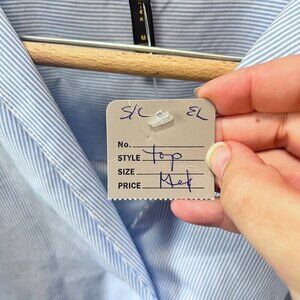 M
S/C EL
No.
STYLE top
SIZE
PRICE